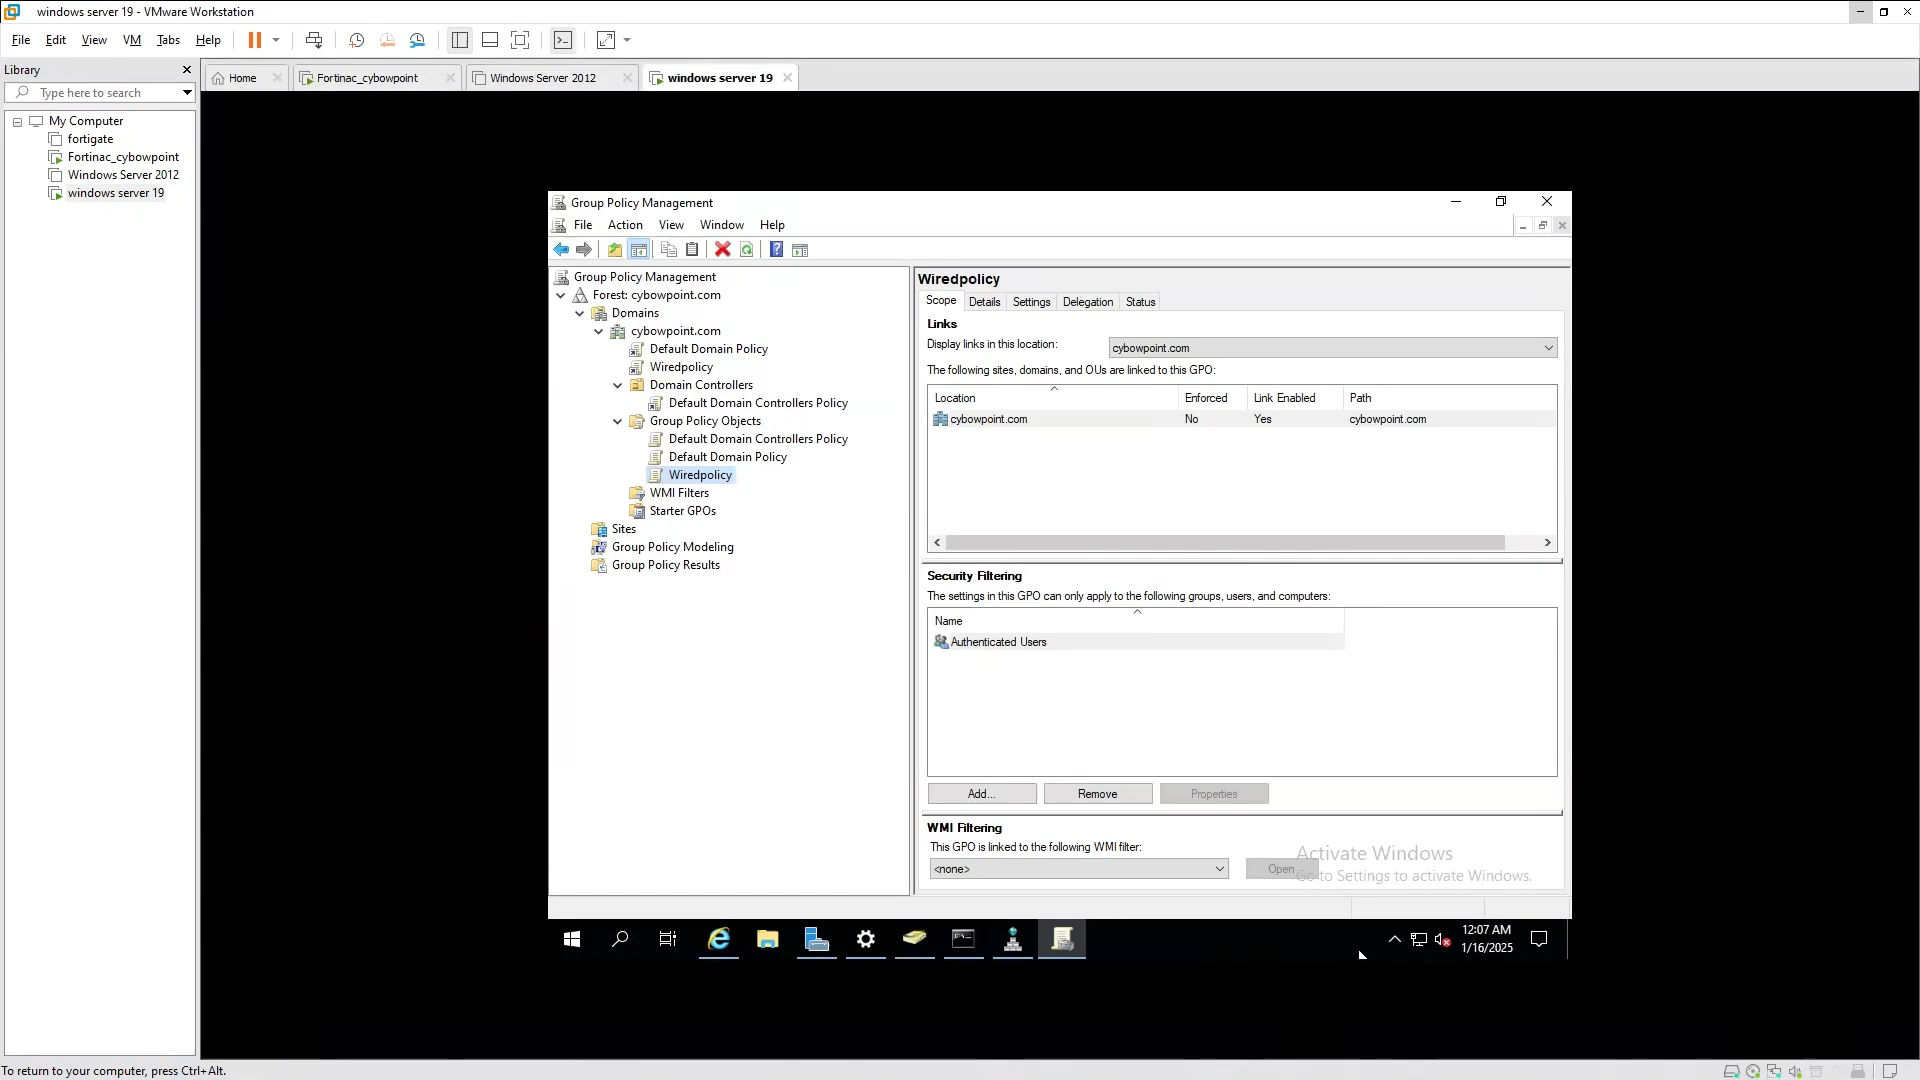 windows server 19 - VMware Workstation
File Edit View VM Tabs Help
Library
Type here to search
My Computer
fortigate
Fortinac_cybowpoint
Windows Server 2012
windows server 19
Home Fortinac_cybowpoint Windows Server 2012 windows server 19
Group Policy Management
File Action View Window Help
Group Policy Management
Forest: cybowpoint.com
Domains
cybowpoint.com
Default Domain Policy
Wiredpolicy
Domain Controllers
Default Domain Controllers Policy
Group Policy Objects
Default Domain Controllers Policy
Default Domain Policy
Wiredpolicy
WMI Filters
Starter GPOs
Sites
Group Policy Modeling
Group Policy Results
Wiredpolicy
Scope Details Settings Delegation Status
Links
Display links in this location: cybowpoint.com
The following sites, domains, and OUs are linked to this GPO:
Location Enforced Link Enabled Path
cybowpoint.com No Yes cybowpoint.com
Security Filtering
The settings in this GPO can only apply to the following groups, users, and computers:
Name
Authenticated Users
Add... Remove Properties
WMI Filtering
This GPO is linked to the following WMI filter:
<none> Open
Activate Windows
Go to Settings to activate Windows.
12:07 AM
1/16/2025
To return to your computer, press Ctrl+Alt.